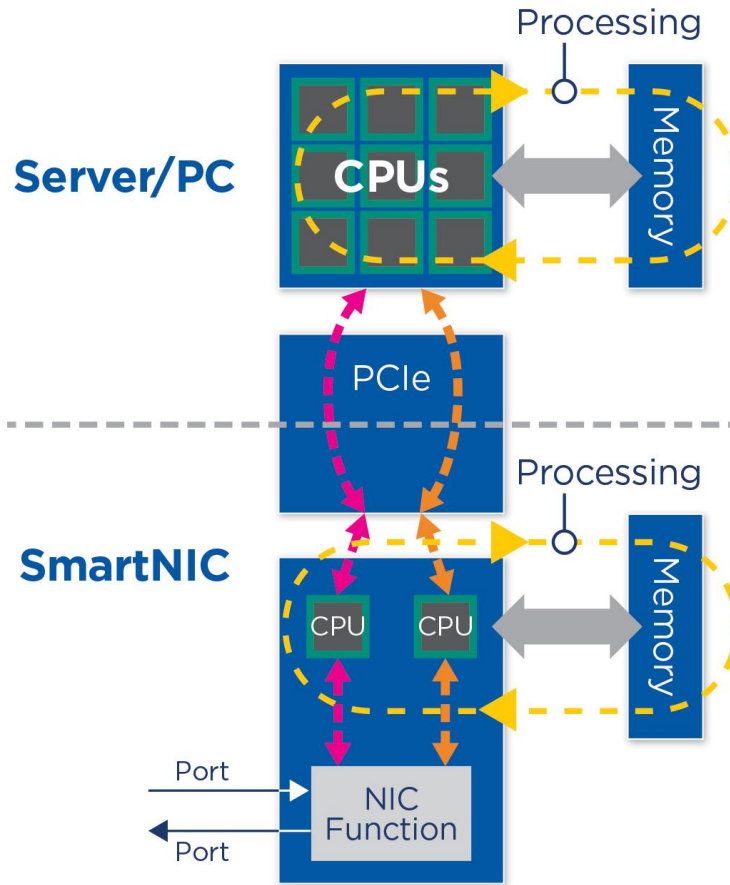 Processing
Server/PC
CPUs
Memory
PCIe
Processing
SmartNIC
CPU
CPU
Memory
Port
NIC
Function
Port